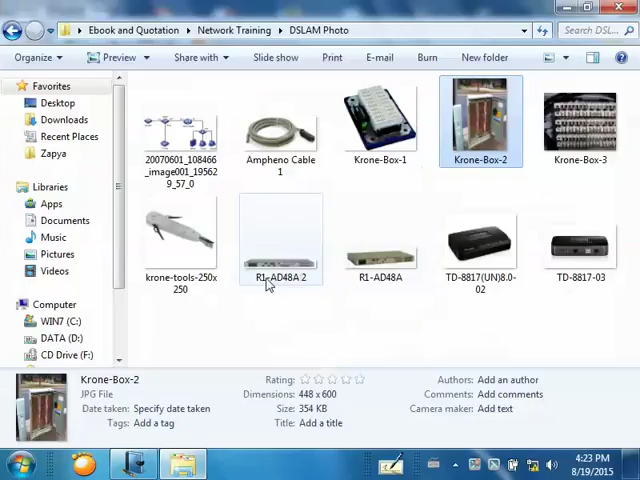 Ebook and Quotation ▸ Network Training ▸ DSLAM Photo
Search DSL...
Organize Preview Share with Slide show Print E-mail Burn New folder
Favorites
Desktop
Downloads
Recent Places
Zapya
Libraries
Apps
Documents
Music
Pictures
Videos
Computer
WIN7 (C:)
DATA (D:)
CD Drive (F:)
20070601_108466
_image001_19562
9_57_0
Ampheno Cable
1
Krone-Box-1
Krone-Box-2
Krone-Box-3
krone-tools-250x
250
R1-AD48A 2
R1-AD48A
TD-8817(UN)8.0-
02
TD-8817-03
Krone-Box-2
JPG File
Date taken: Specify date taken
Tags: Add a tag
Rating:
Dimensions: 448 x 600
Size: 354 KB
Title: Add a title
Authors: Add an author
Comments: Add comments
Camera maker: Add text
4:23 PM
8/19/2015